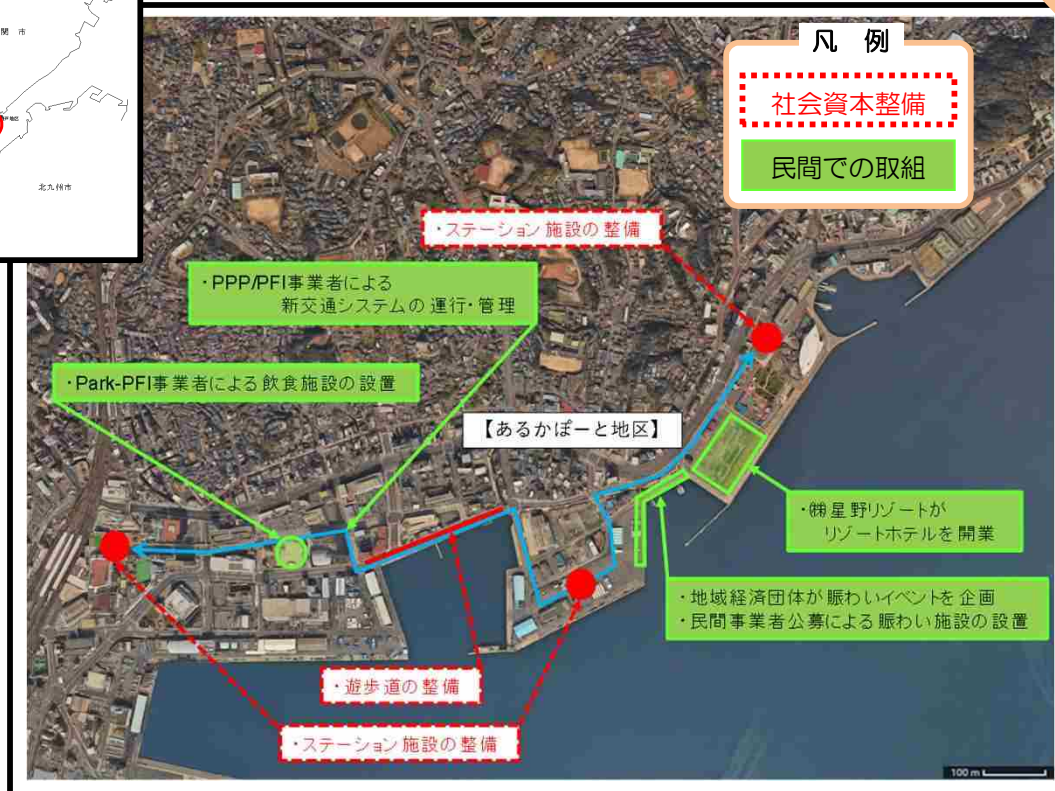 関 市
北九州市
凡 例
社会資本整備
民間での取組
・ステーション施設の整備
・PPP/PFI事業者による
新交通システムの運行・管理
・Park-PFI事業者による飲食施設の設置
【あるかぽーと地区】
・㈱星野リゾートが
リゾートホテルを開業
・地域経済団体が賑わいイベントを企画
・民間事業者公募による賑わい施設の設置
・遊歩道の整備
・ステーション施設の整備
100 m